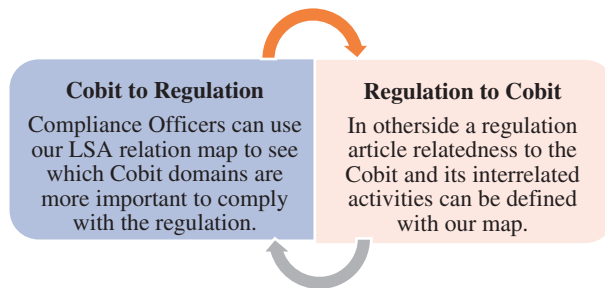 Cobit to Regulation
Compliance Officers can use
our LSA relation map to see
which Cobit domains are
more important to comply
with the regulation.
Regulation to Cobit
In otherside a regulation
article relatedness to the
Cobit and its interrelated
activities can be defined
with our map.